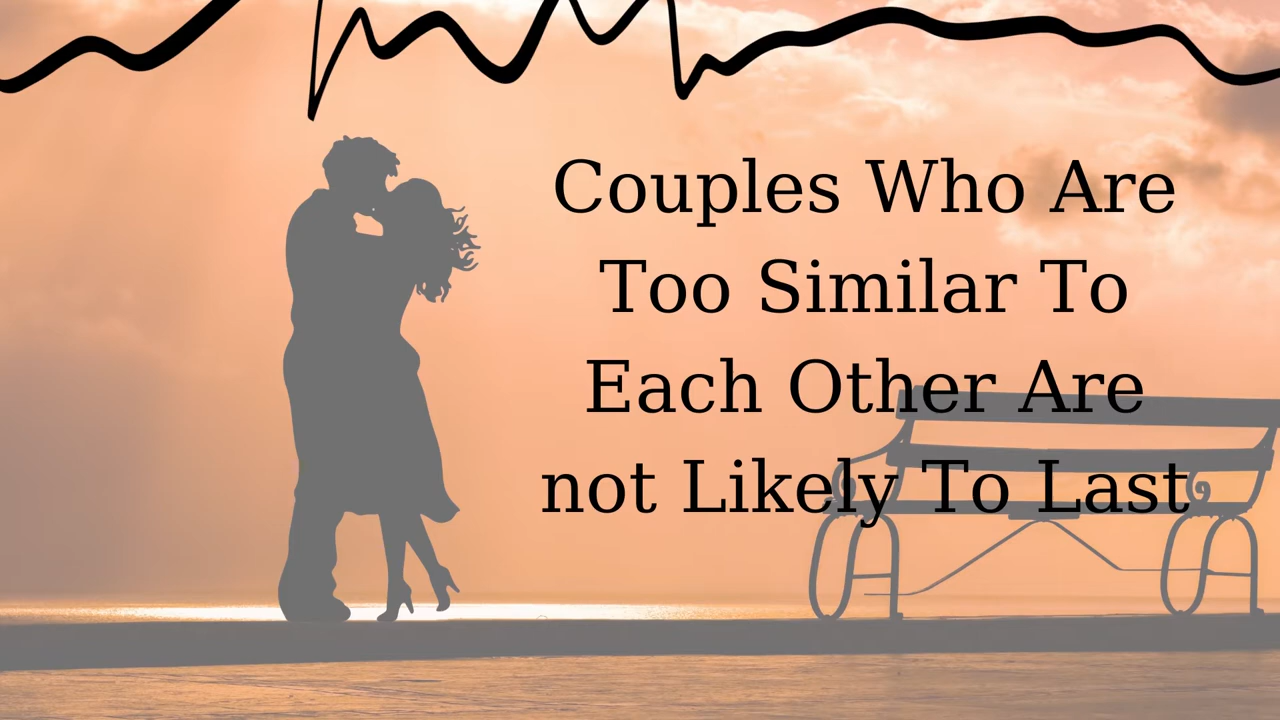 Couples Who Are
Too Similar To
Each Other Are
not Likely To Last